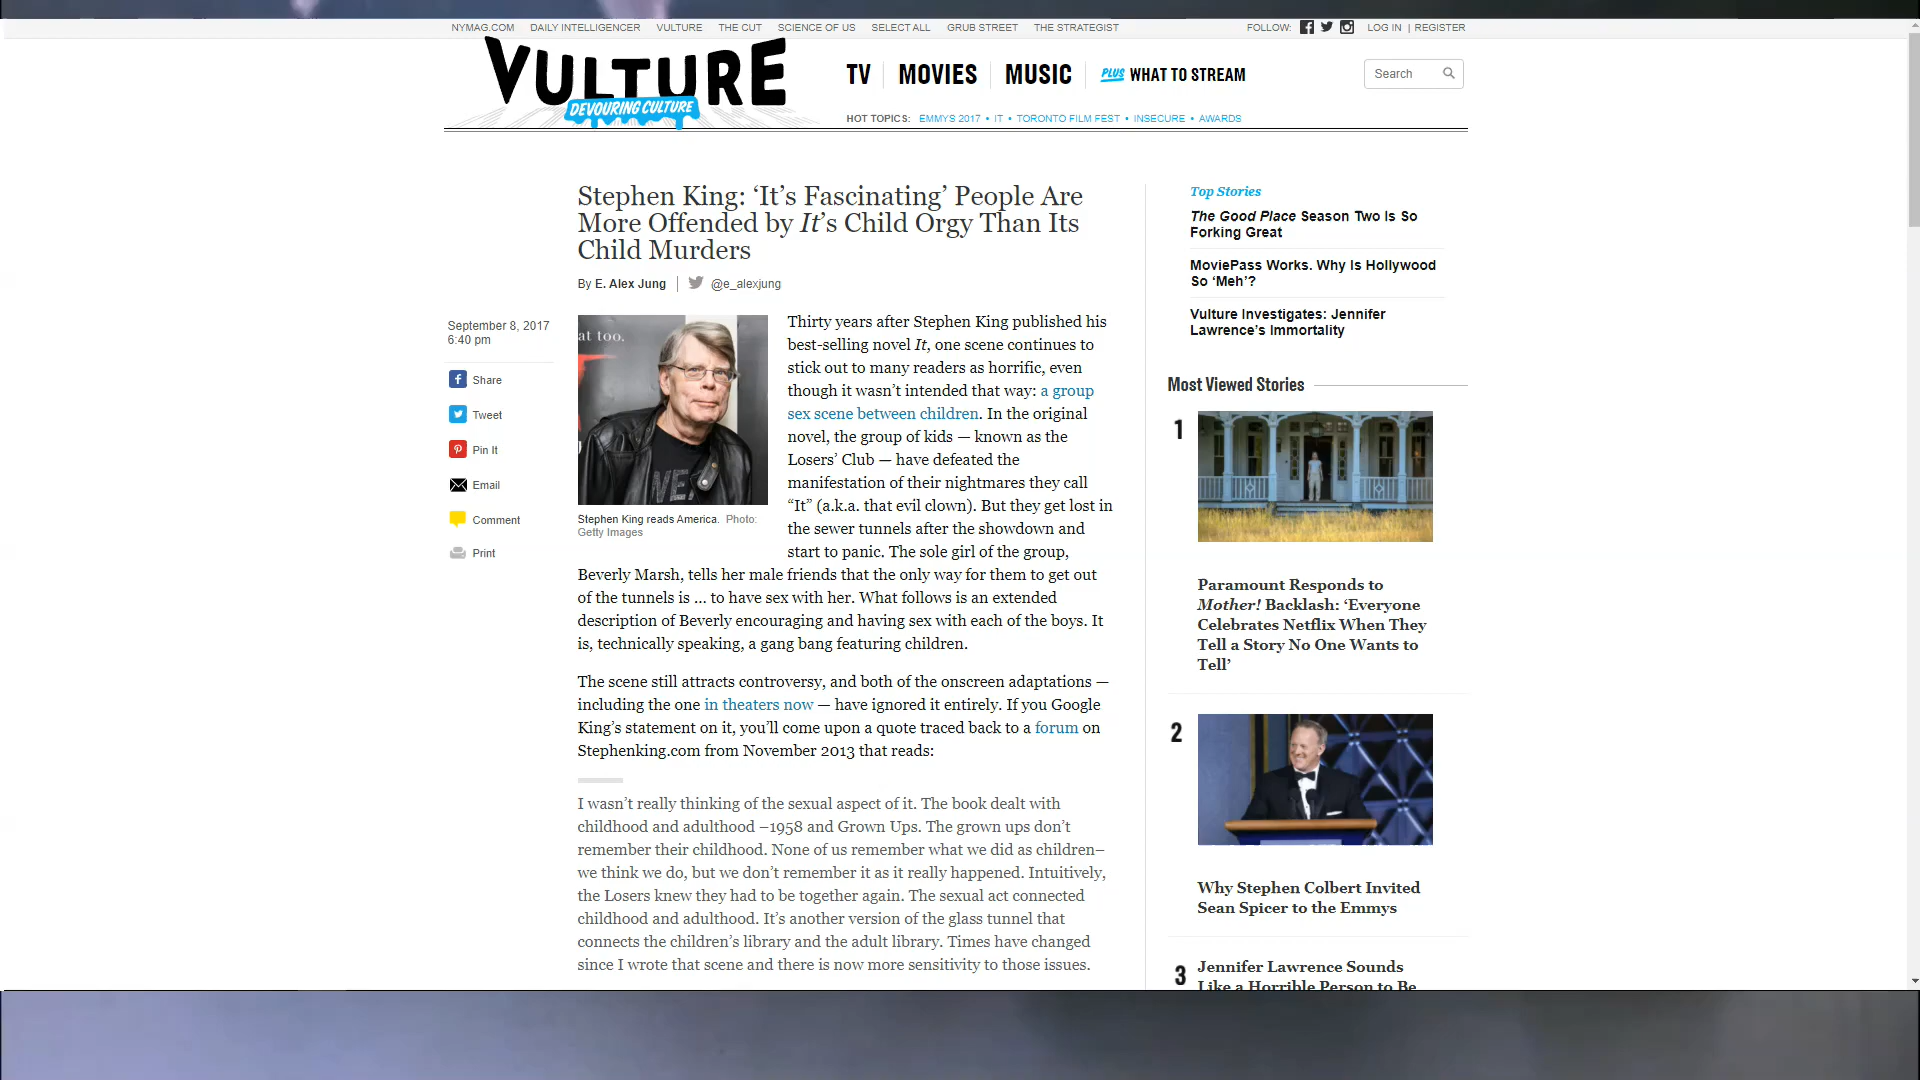 NYMAG.COM DAILY INTELLIGENCER VULTURE THE CUT SCIENCE OF US SELECT ALL GRUB STREET THE STRATEGIST FOLLOW: LOG IN | REGISTER
VULTURE
DEVOURING CULTURE
TV MOVIES MUSIC PLUS WHAT TO STREAM
Search
HOT TOPICS: EMMYS 2017 • IT • TORONTO FILM FEST • INSECURE • AWARDS
Stephen King: ‘It’s Fascinating’ People Are
More Offended by It’s Child Orgy Than Its
Child Murders
By E. Alex Jung | @e_alexjung
September 8, 2017
6:40 pm
Share
Tweet
Pin It
Email
Comment
Print
at too.
Stephen King reads America. Photo:
Getty Images
Thirty years after Stephen King published his
best-selling novel It, one scene continues to
stick out to many readers as horrific, even
though it wasn’t intended that way: a group
sex scene between children. In the original
novel, the group of kids — known as the
Losers’ Club — have defeated the
manifestation of their nightmares they call
“It” (a.k.a. that evil clown). But they get lost in
the sewer tunnels after the showdown and
start to panic. The sole girl of the group,
Beverly Marsh, tells her male friends that the only way for them to get out
of the tunnels is ... to have sex with her. What follows is an extended
description of Beverly encouraging and having sex with each of the boys. It
is, technically speaking, a gang bang featuring children.
The scene still attracts controversy, and both of the onscreen adaptations —
including the one in theaters now — have ignored it entirely. If you Google
King’s statement on it, you’ll come upon a quote traced back to a forum on
Stephenking.com from November 2013 that reads:
I wasn’t really thinking of the sexual aspect of it. The book dealt with
childhood and adulthood –1958 and Grown Ups. The grown ups don’t
remember their childhood. None of us remember what we did as children–
we think we do, but we don’t remember it as it really happened. Intuitively,
the Losers knew they had to be together again. The sexual act connected
childhood and adulthood. It’s another version of the glass tunnel that
connects the children’s library and the adult library. Times have changed
since I wrote that scene and there is now more sensitivity to those issues.
Top Stories
The Good Place Season Two Is So
Forking Great
MoviePass Works. Why Is Hollywood
So ‘Meh’?
Vulture Investigates: Jennifer
Lawrence’s Immortality
Most Viewed Stories
1
Paramount Responds to
Mother! Backlash: ‘Everyone
Celebrates Netflix When They
Tell a Story No One Wants to
Tell’
2
Why Stephen Colbert Invited
Sean Spicer to the Emmys
3
Jennifer Lawrence Sounds
Like a Horrible Person to Be